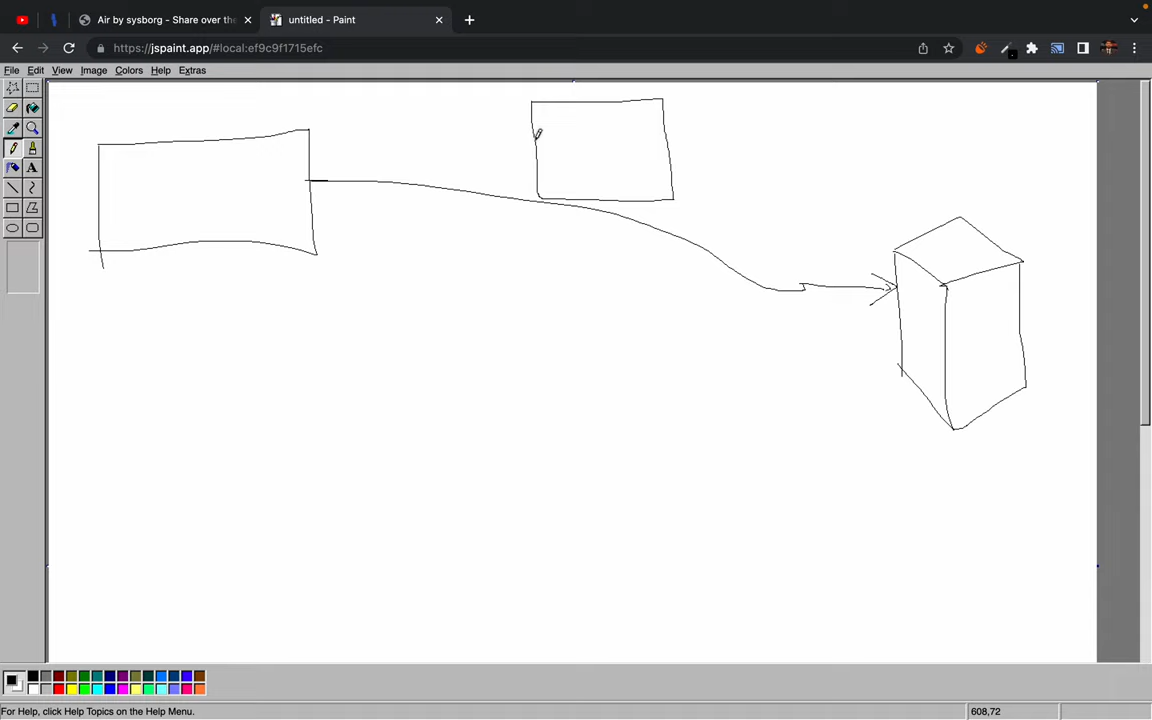 Air by sysborg - Share over the
untitled - Paint
https://jspaint.app/#local:ef9c9f1715efc
File Edit View Image Colors Help Extras
A
For Help, click Help Topics on the Help Menu.
608,72